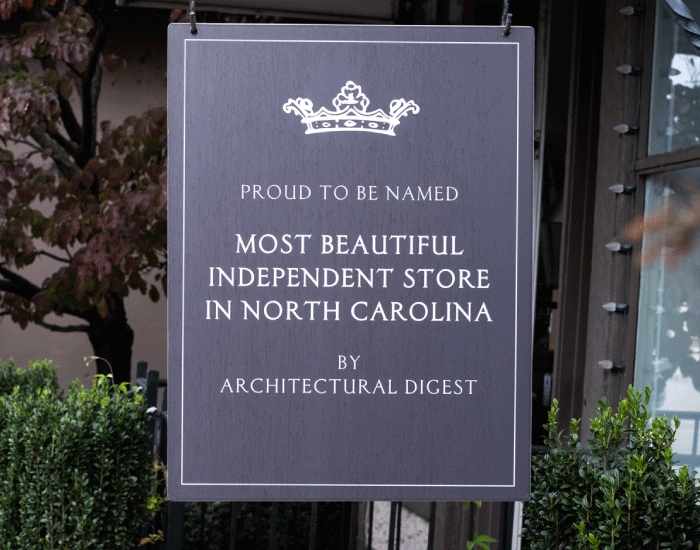 PROUD TO BE NAMED
MOST BEAUTIFUL
INDEPENDENT STORE
IN NORTH CAROLINA
BY
ARCHITECTURAL DIGEST